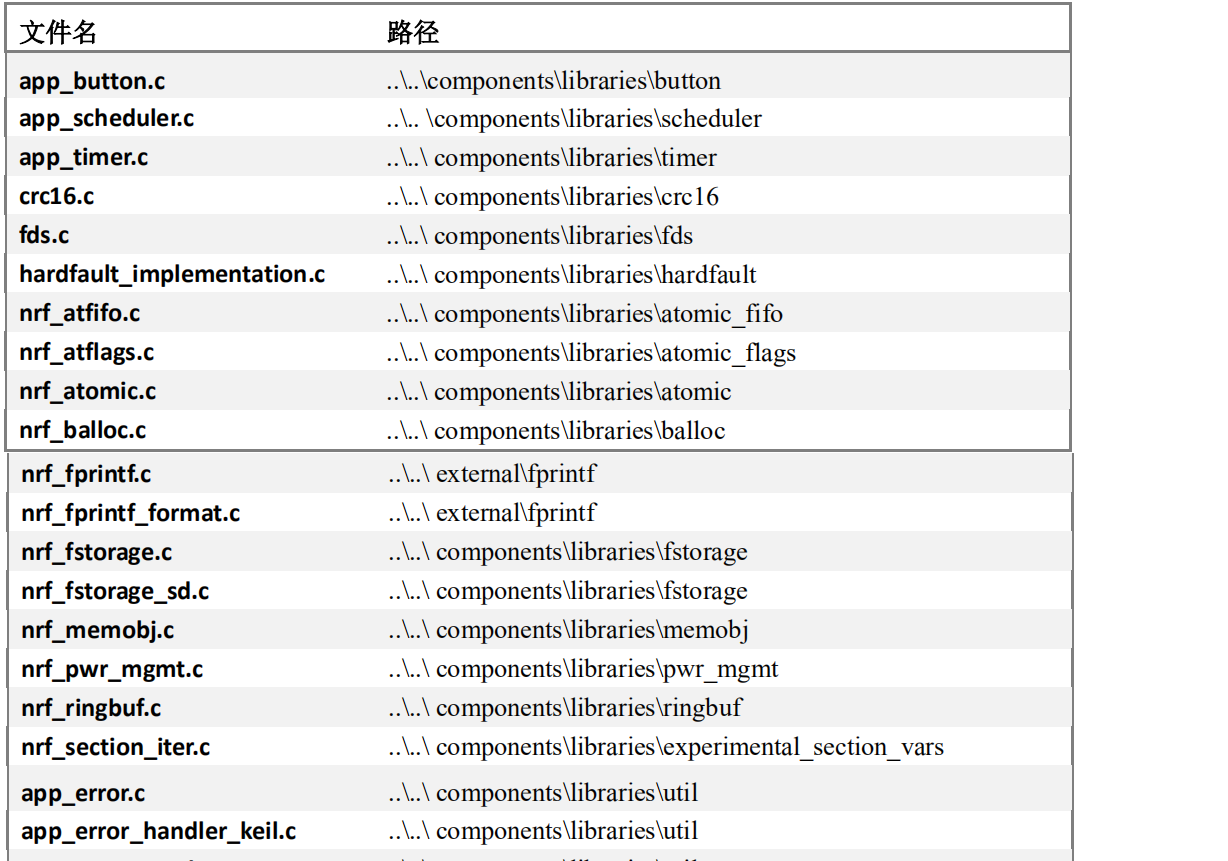 文件名 路径
app_button.c ..\..\components\libraries\button
app_scheduler.c ..\.. \components\libraries\scheduler
app_timer.c ..\..\ components\libraries\timer
crc16.c ..\..\ components\libraries\crc16
fds.c ..\..\ components\libraries\fds
hardfault_implementation.c ..\..\ components\libraries\hardfault
nrf_atfifo.c ..\..\ components\libraries\atomic_fifo
nrf_atflags.c ..\..\ components\libraries\atomic_flags
nrf_atomic.c ..\..\ components\libraries\atomic
nrf_balloc.c ..\..\ components\libraries\balloc
nrf_fprintf.c ..\..\ external\fprintf
nrf_fprintf_format.c ..\..\ external\fprintf
nrf_fstorage.c ..\..\ components\libraries\fstorage
nrf_fstorage_sd.c ..\..\ components\libraries\fstorage
nrf_memobj.c ..\..\ components\libraries\memobj
nrf_pwr_mgmt.c ..\..\ components\libraries\pwr_mgmt
nrf_ringbuf.c ..\..\ components\libraries\ringbuf
nrf_section_iter.c ..\..\ components\libraries\experimental_section_vars
app_error.c ..\..\ components\libraries\util
app_error_handler_keil.c ..\..\ components\libraries\util